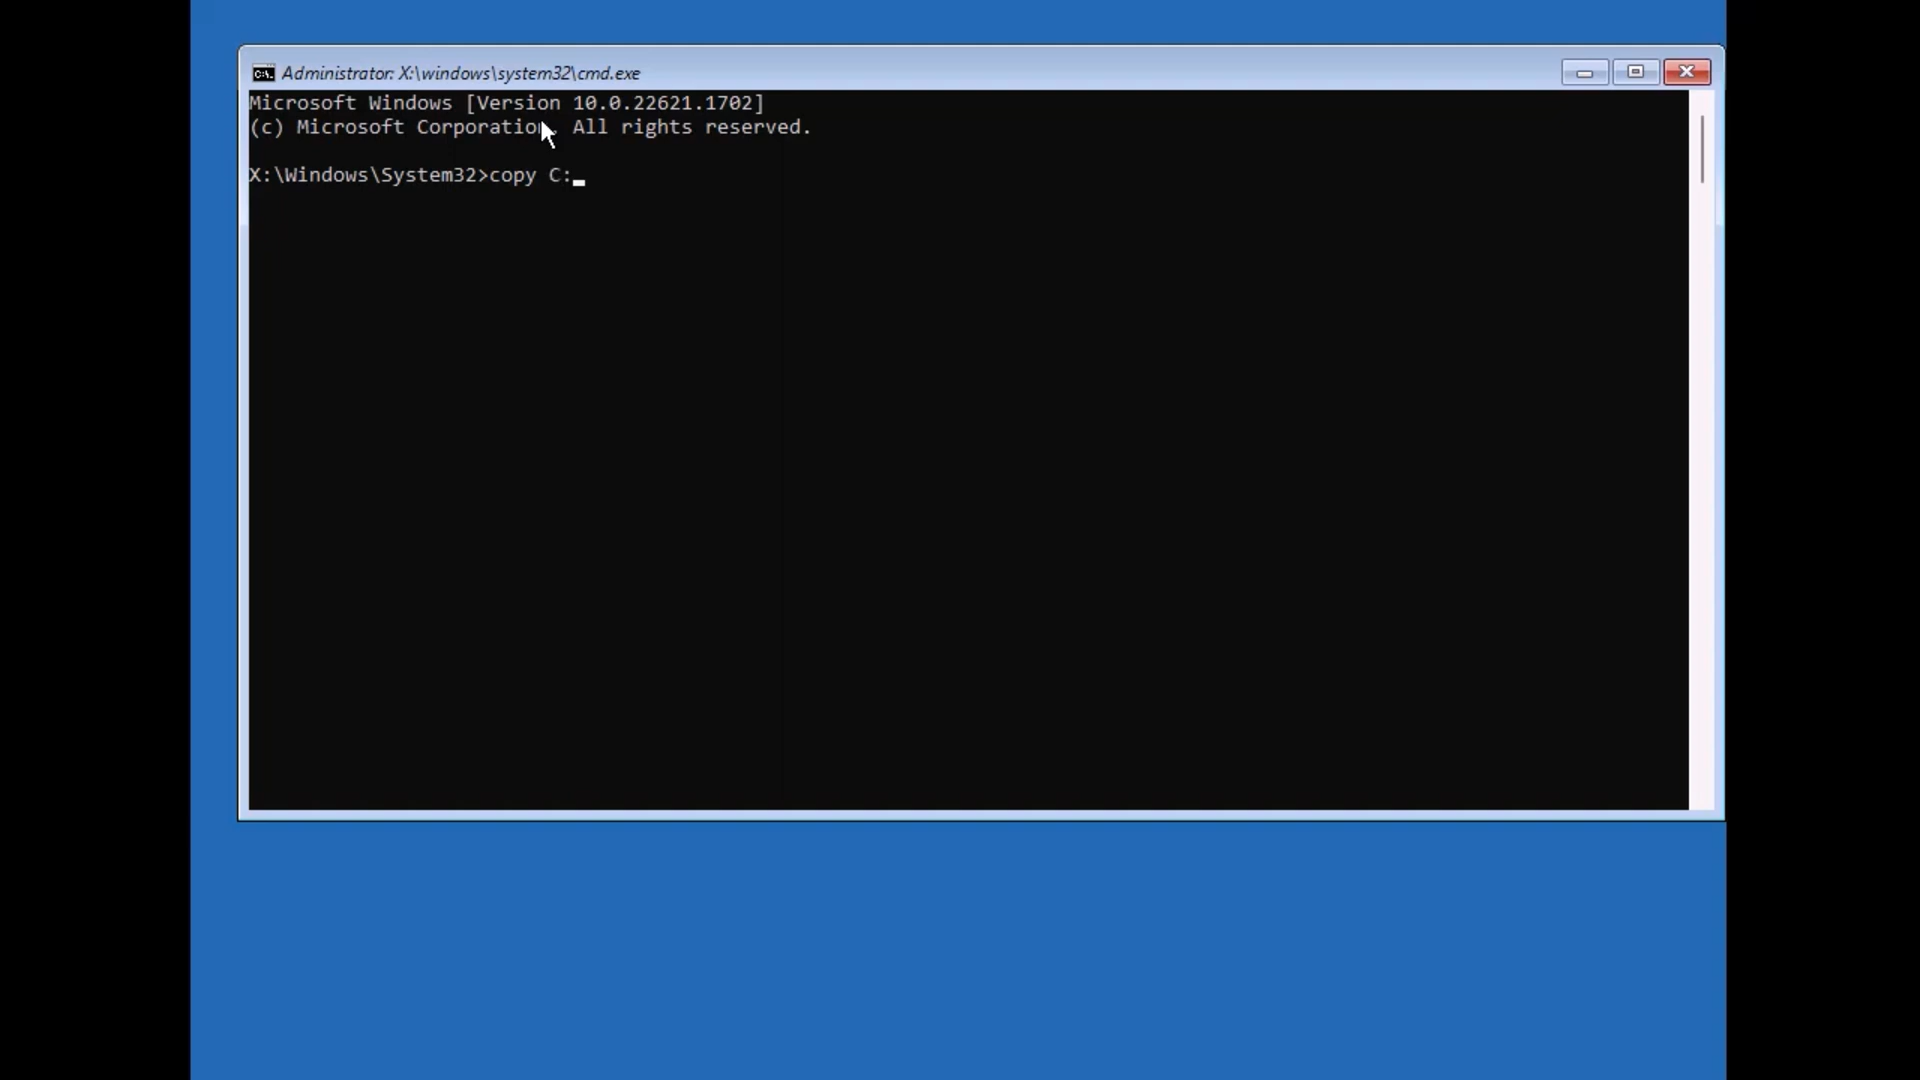 Administrator: X:\windows\system32\cmd.exe
Microsoft Windows [Version 10.0.22621.1702]
(c) Microsoft Corporation. All rights reserved.
X:\Windows\System32>copy C: